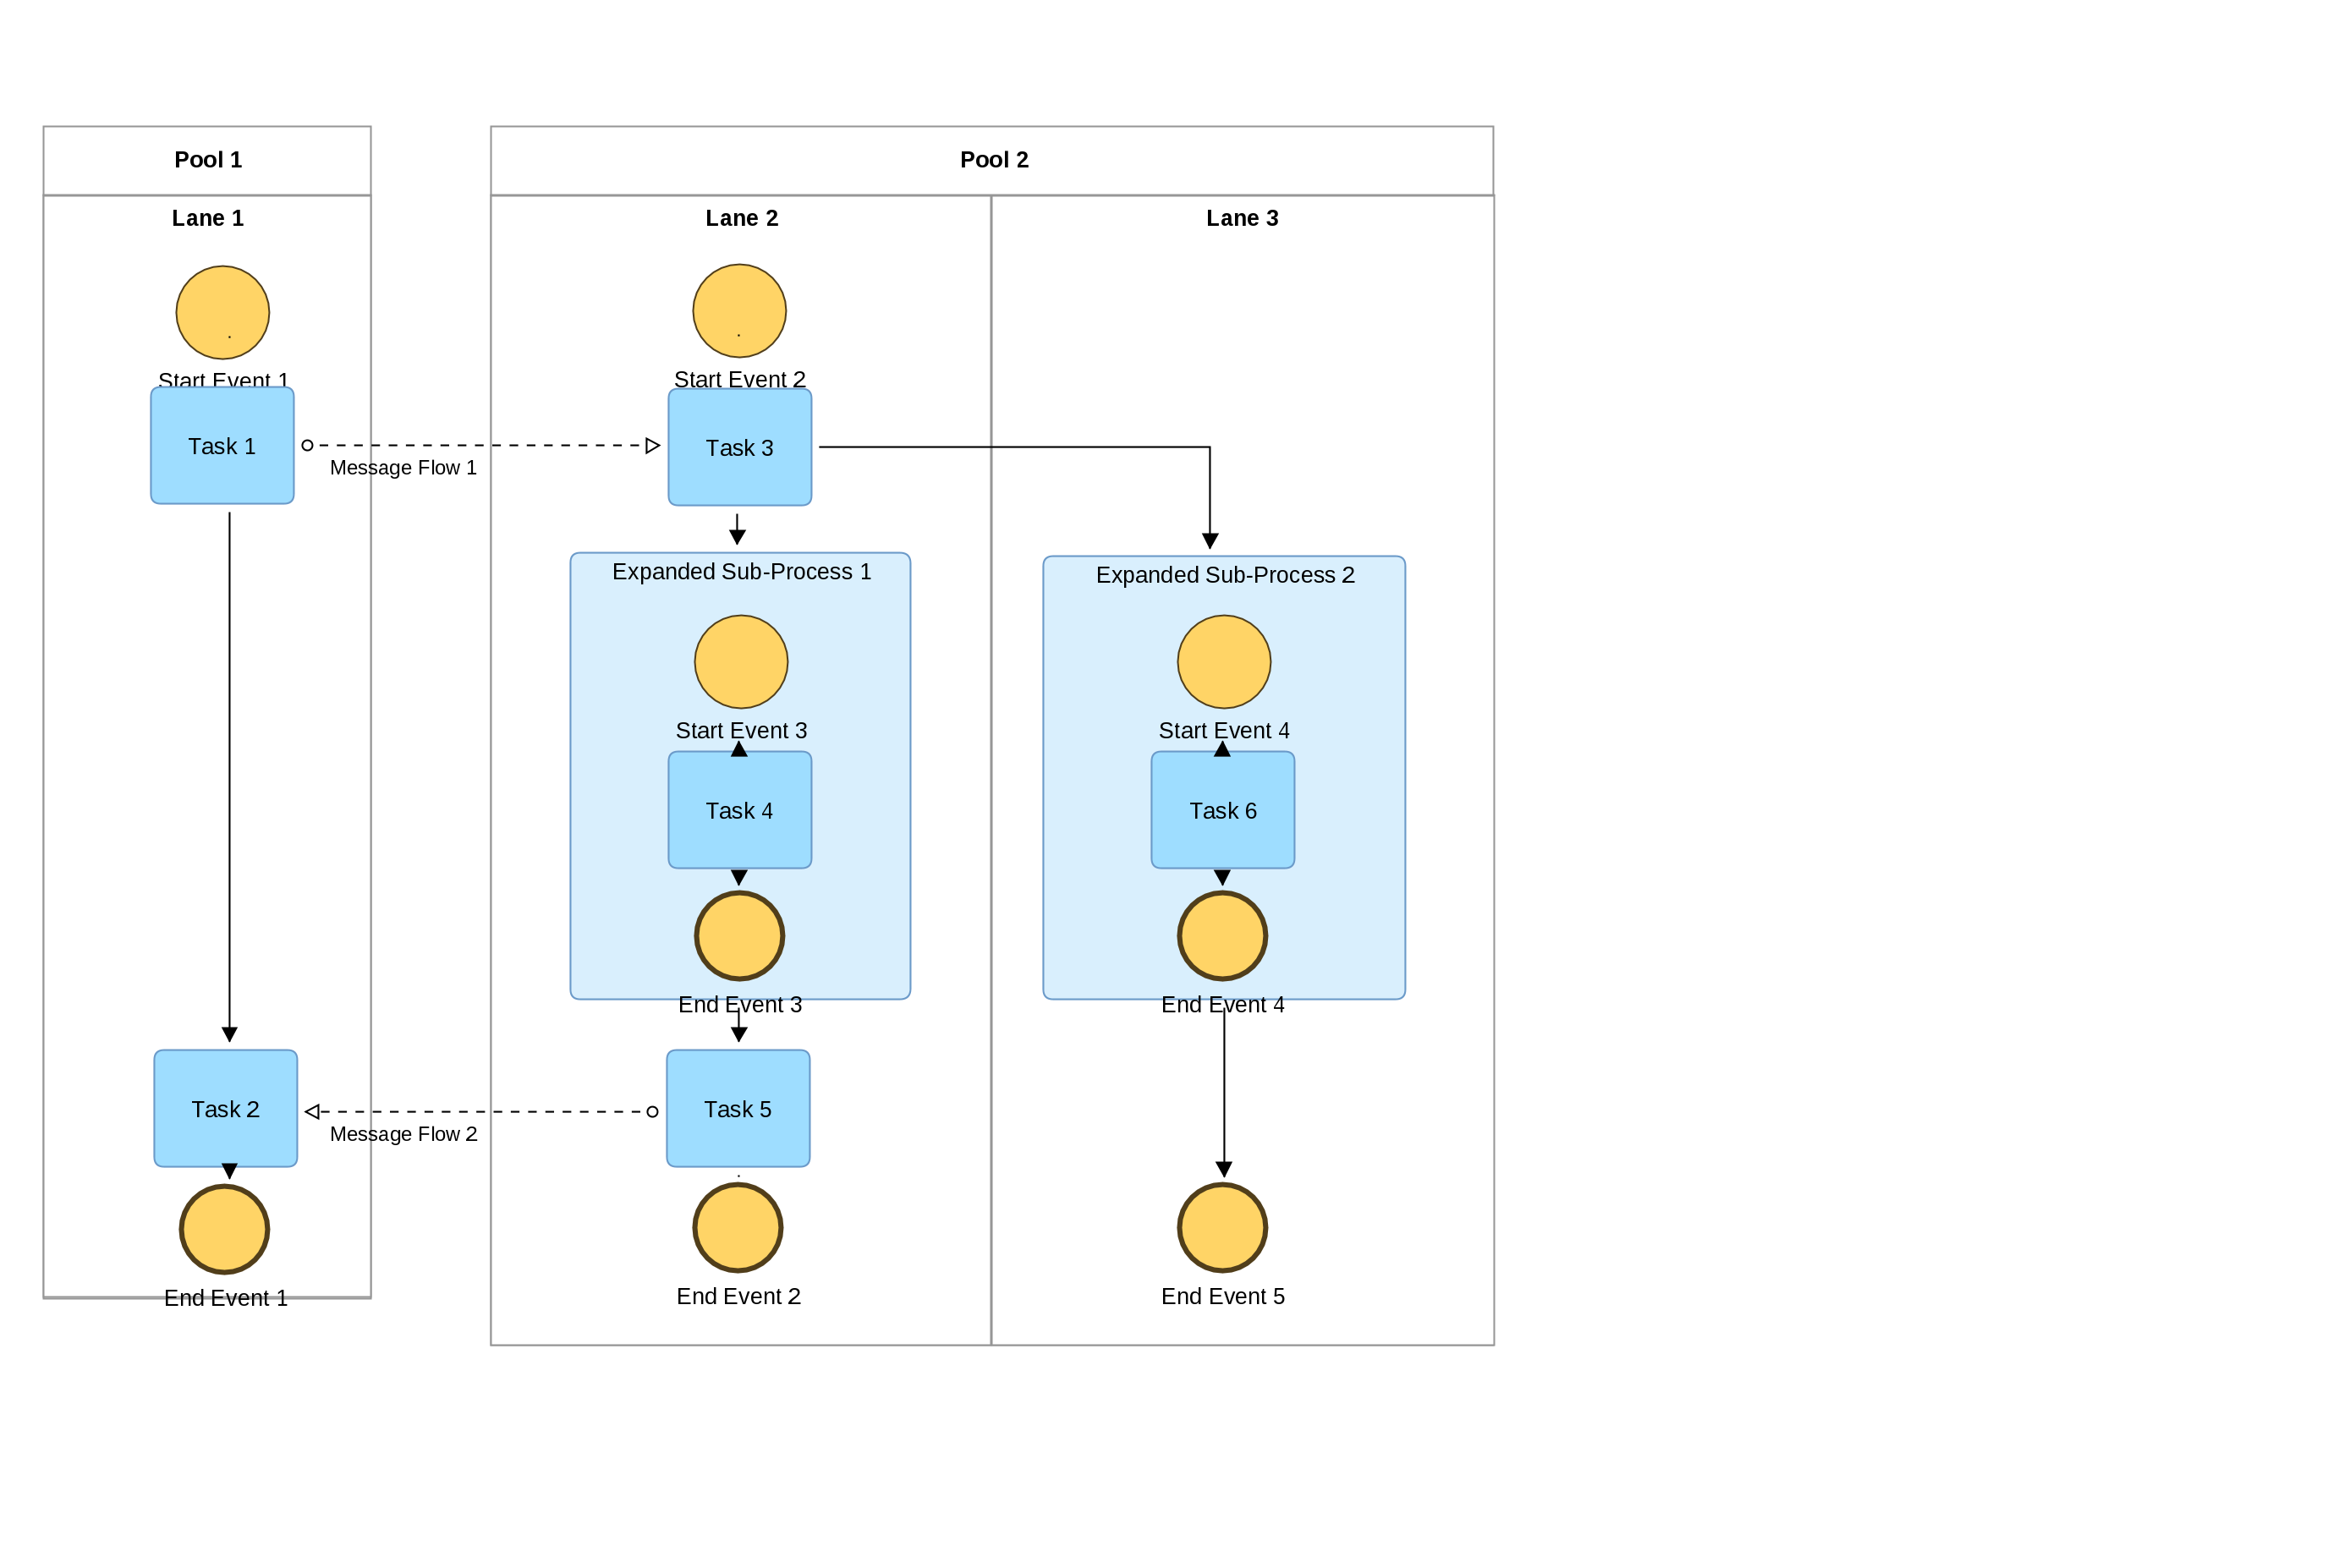 Pool 1
Lane 1
Start Event 1
Task 1
Message Flow 1
Task 2
Message Flow 2
End Event 1
Pool 2
Lane 2
Start Event 2
Task 3
Expanded Sub-Process 1
Start Event 3
Task 4
End Event 3
Task 5
End Event 2
Lane 3
Expanded Sub-Process 2
Start Event 4
Task 6
End Event 4
End Event 5